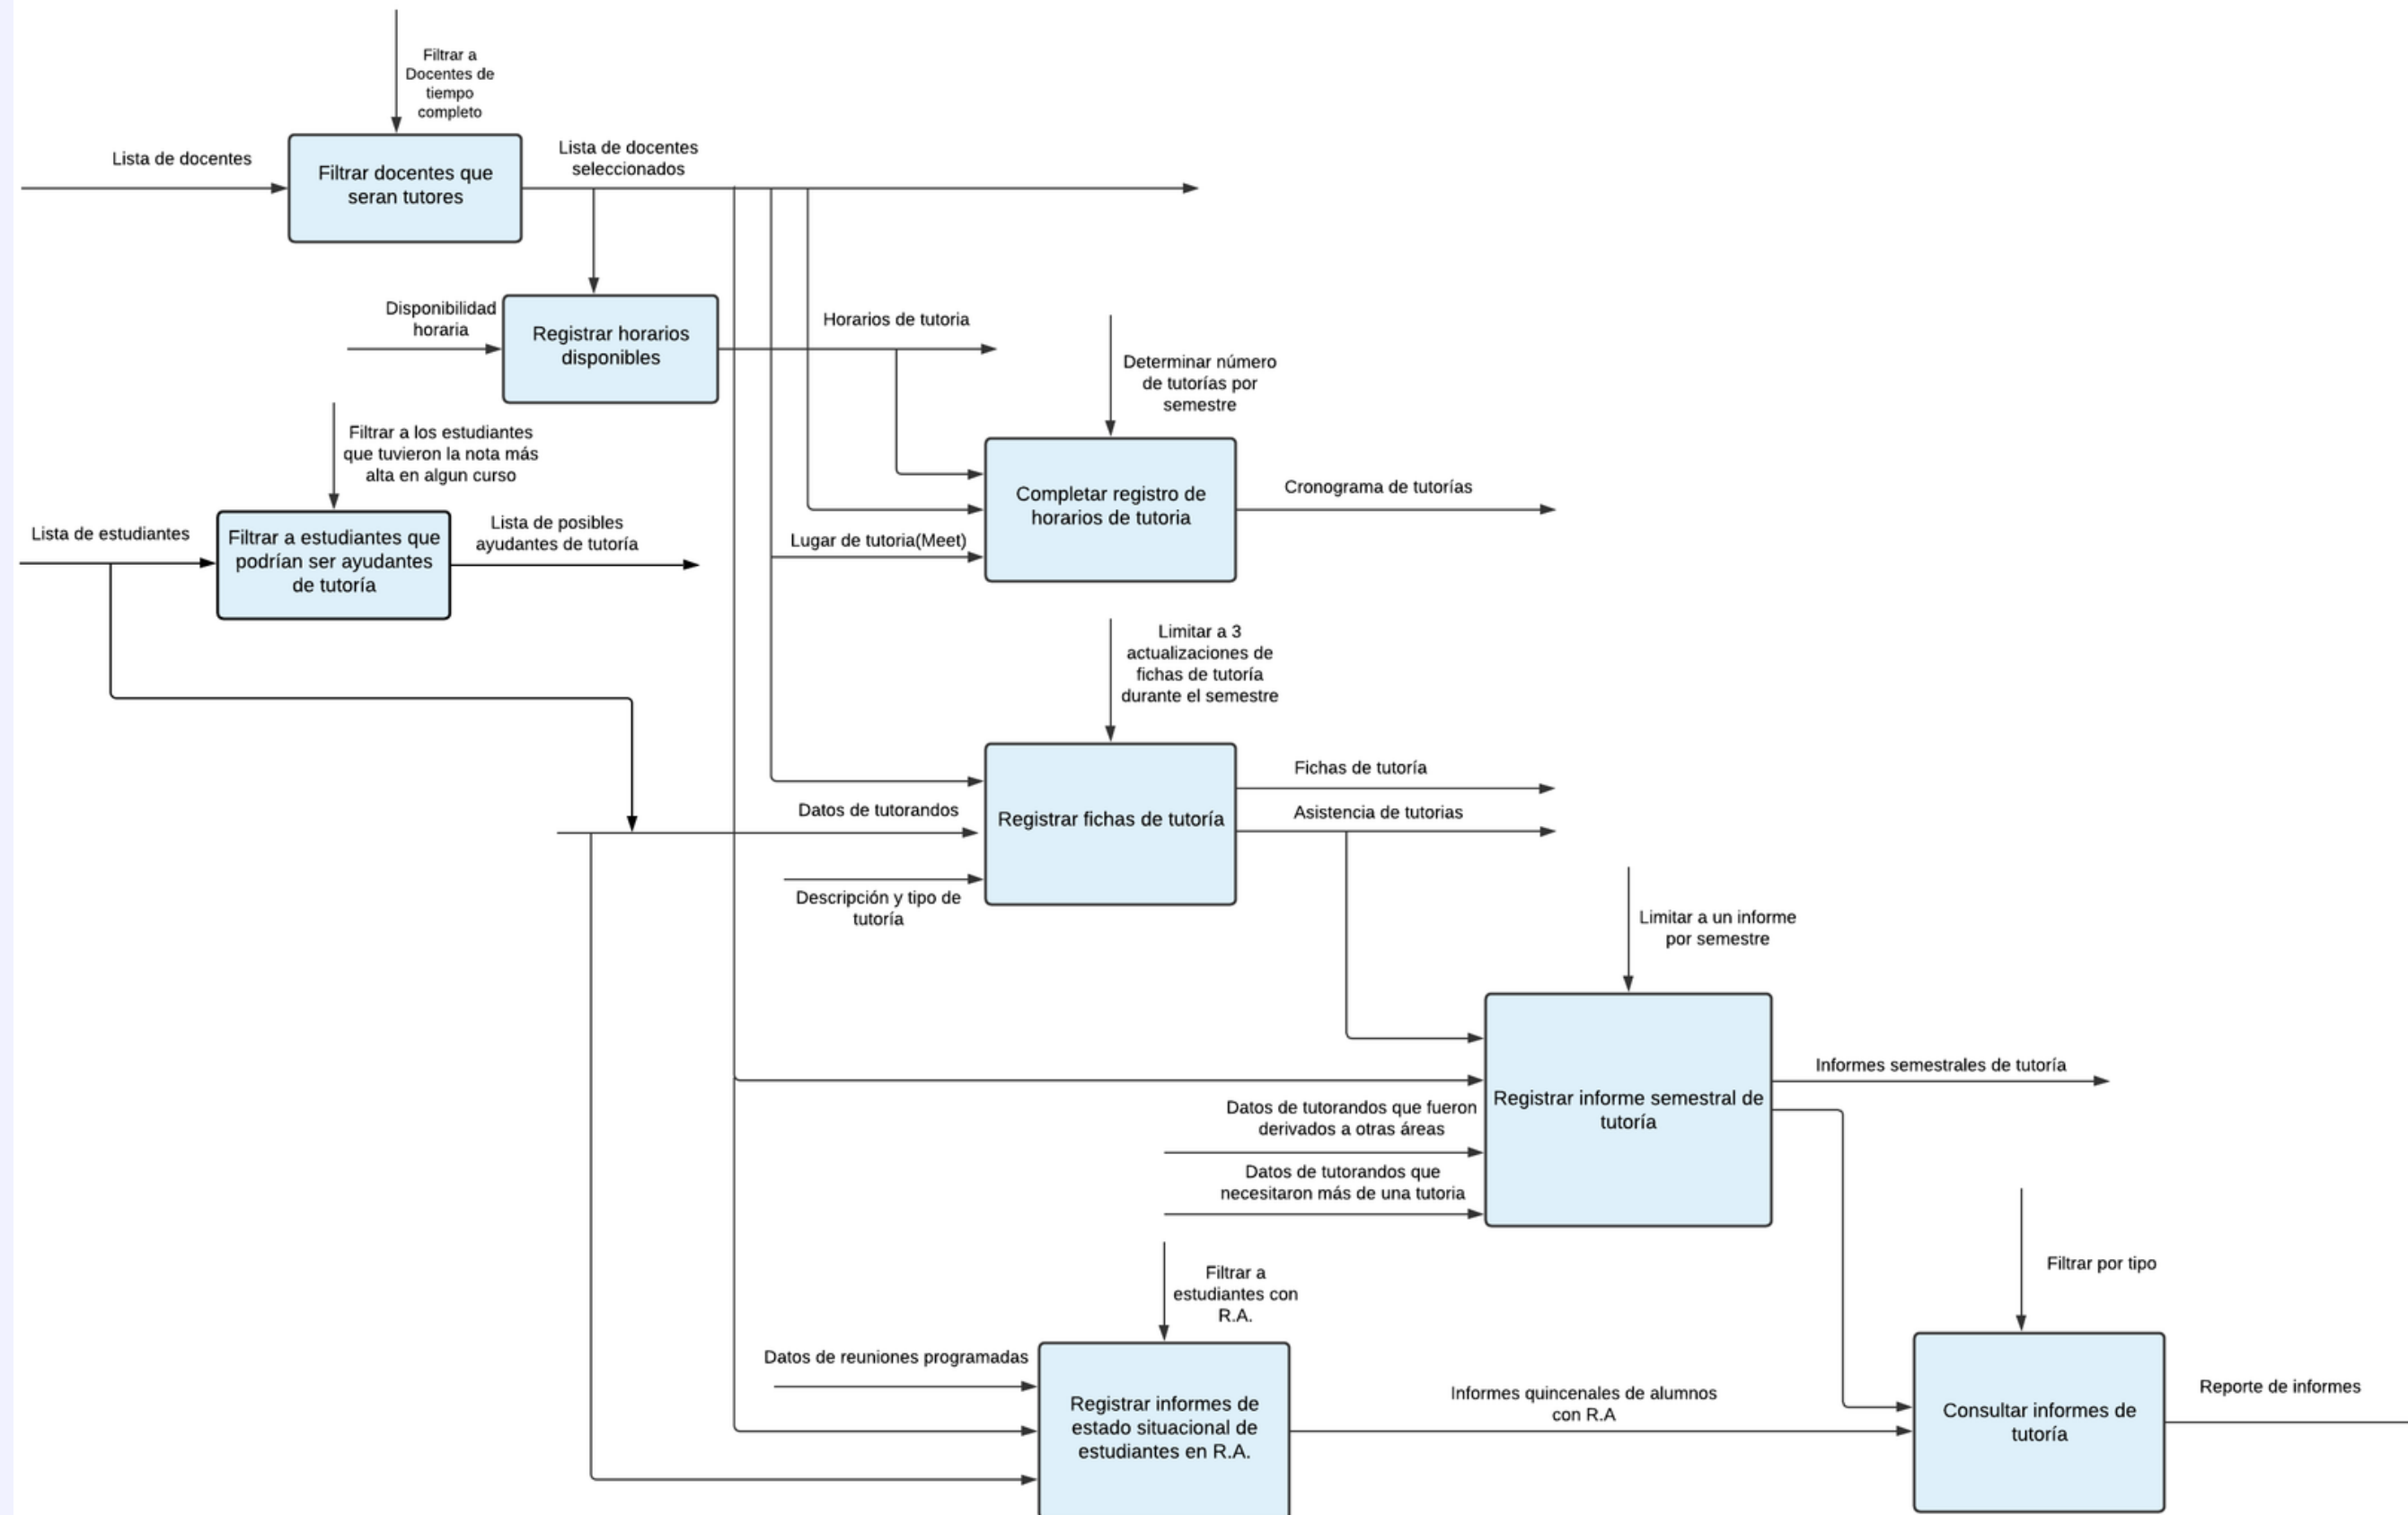 Filtrar a
Docentes de
tiempo
completo
Lista de docentes
Filtrar docentes que
seran tutores
Lista de docentes
seleccionados
Disponibilidad
horaria
Registrar horarios
disponibles
Horarios de tutoria
Determinar número
de tutorías por
semestre
Filtrar a los estudiantes
que tuvieron la nota más
alta en algun curso
Lista de estudiantes
Filtrar a estudiantes que
podrían ser ayudantes
de tutoría
Lista de posibles
ayudantes de tutoría
Completar registro de
horarios de tutoria
Cronograma de tutorías
Lugar de tutoria(Meet)
Limitar a 3
actualizaciones de
fichas de tutoría
durante el semestre
Registrar fichas de tutoría
Fichas de tutoría
Datos de tutorandos
Asistencia de tutorias
Descripción y tipo de
tutoría
Limitar a un informe
por semestre
Registrar informe semestral de
tutoría
Informes semestrales de tutoría
Datos de tutorandos que fueron
derivados a otras áreas
Datos de tutorandos que
necesitaron más de una tutoria
Filtrar a
estudiantes con
R.A.
Filtrar por tipo
Datos de reuniones programadas
Registrar informes de
estado situacional de
estudiantes en R.A.
Informes quincenales de alumnos
con R.A
Consultar informes de
tutoría
Reporte de informes